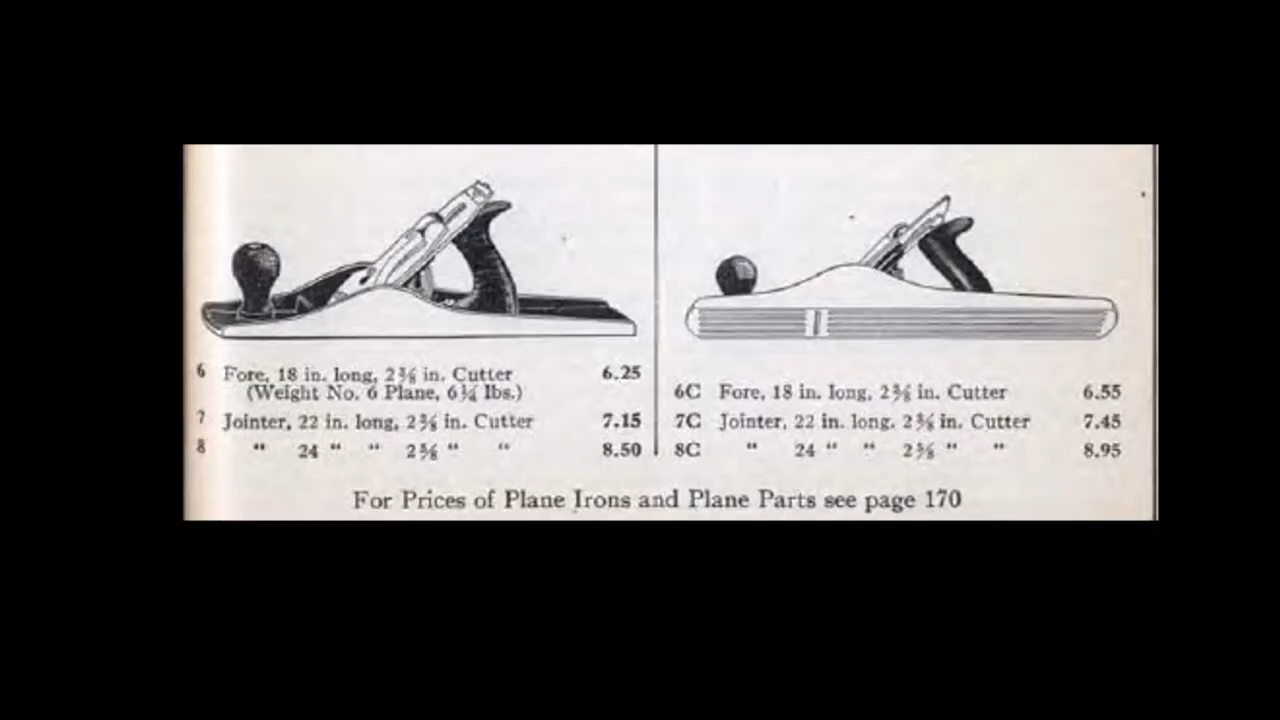 6 Fore, 18 in. long, 2⅜ in. Cutter 6.25
(Weight No. 6 Plane, 6¼ lbs.)
7 Jointer, 22 in. long, 2⅜ in. Cutter 7.15
8 " 24 " " 2⅝ " " 8.50
6C Fore, 18 in. long, 2⅜ in. Cutter 6.55
7C Jointer, 22 in. long. 2⅜ in. Cutter 7.45
8C " 24 " " 2⅝ " " 8.95
For Prices of Plane Irons and Plane Parts see page 170